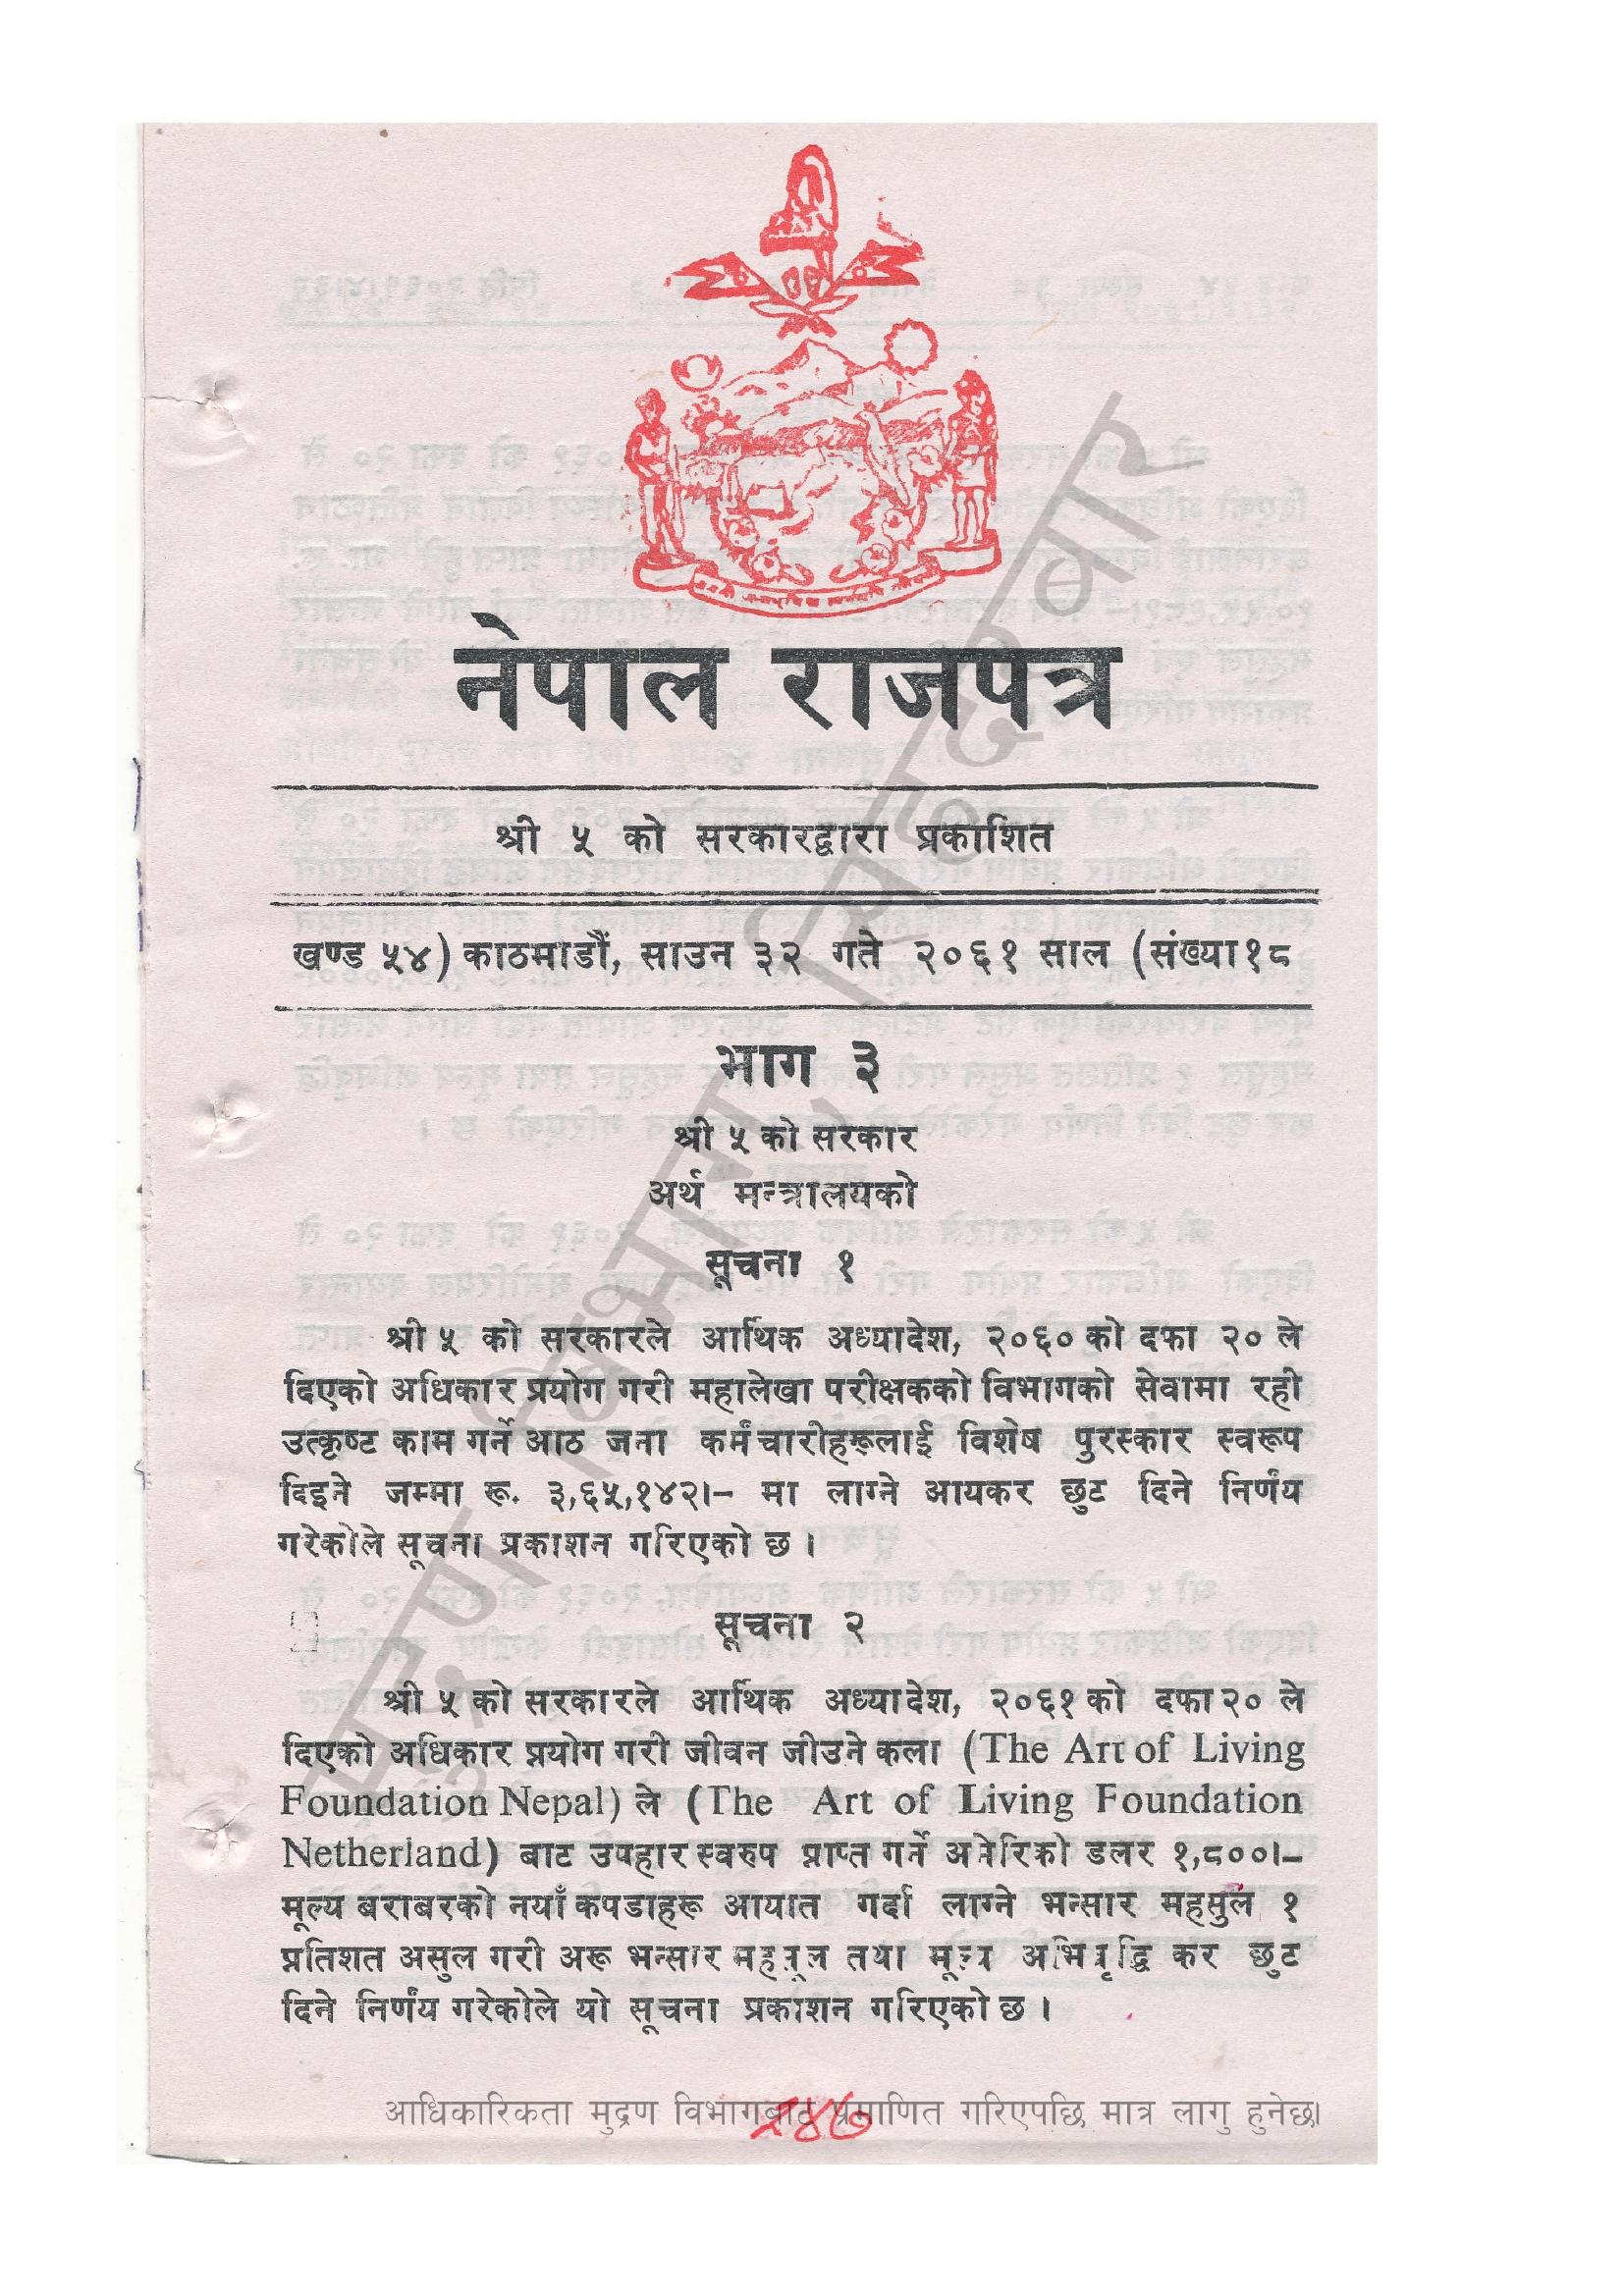 नेपाल राजपत्र
श्री ५ को सरकारद्वारा प्रकाशित
खण्ड ५४) काठमाडौं, साउन ३२ गते २०६१ साल (संख्या१८
भाग ३
श्री ५ को सरकार
अर्थ मन्त्रालयको
सूचना १
श्री ५ को सरकारले आर्थिक अध्यादेश, २०६० को दफा २० ले
दिएको अधिकार प्रयोग गरी महालेखा परीक्षकको विभागको सेवामा रही
उत्कृष्ट काम गर्ने आठ जना कर्मचारीहरूलाई विशेष पुरस्कार स्वरूप
दिइने जम्मा रू. ३,६५,१४२।– मा लाग्ने आयकर छुट दिने निर्णय
गरेकोले सूचना प्रकाशन गरिएको छ ।
सूचना २
श्री ५ को सरकारले आर्थिक अध्यादेश, २०६१ को दफा २० ले
दिएको अधिकार प्रयोग गरी जीवन जीउने कला (The Art of Living
Foundation Nepal) ले (The Art of Living Foundation
Netherland) बाट उपहार स्वरुप प्राप्त गर्ने अमेरिकी डलर १,८००।–
मूल्य बराबरको नयाँ कपडाहरू आयात गर्दा लाग्ने भन्सार महसुल १
प्रतिशत असुल गरी अरू भन्सार महसूल तथा मूल्य अभिवृद्धि कर छुट
दिने निर्णय गरेकोले यो सूचना प्रकाशन गरिएको छ ।
मुद्रण विभाग, सिंहदरवार
आधिकारिकता मुद्रण विभागबाट प्रमाणित गरिएपछि मात्र लागु हुनेछ।